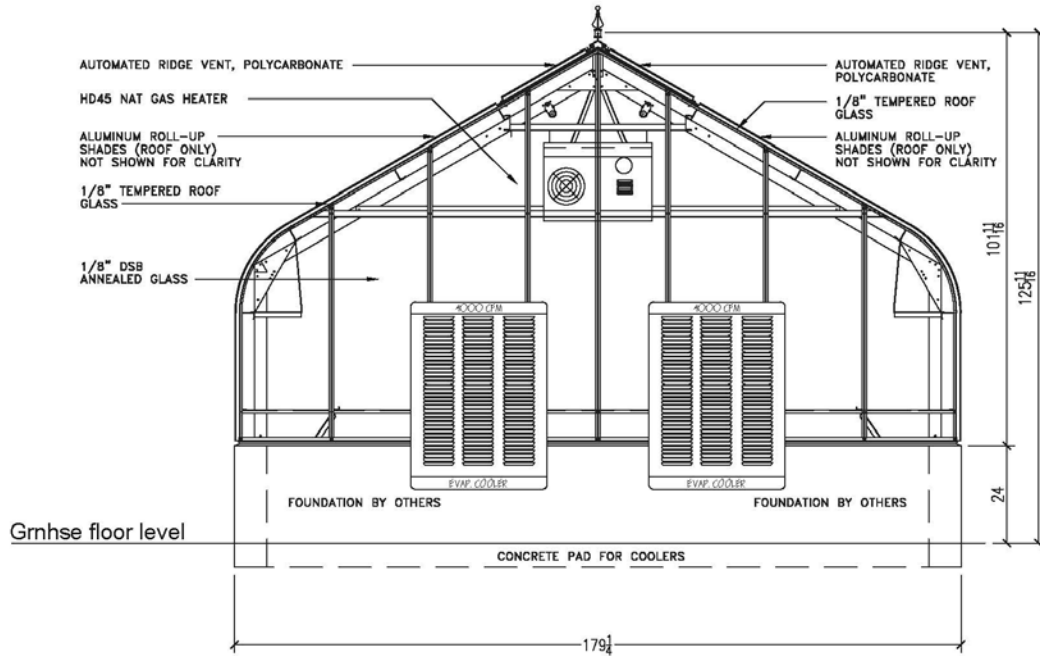 AUTOMATED RIDGE VENT, POLYCARBONATE
HD45 NAT GAS HEATER
ALUMINUM ROLL-UP
SHADES (ROOF ONLY)
NOT SHOWN FOR CLARITY
1/8" TEMPERED ROOF
GLASS
1/8" DSB
ANNEALED GLASS
AUTOMATED RIDGE VENT,
POLYCARBONATE
1/8" TEMPERED ROOF
GLASS
ALUMINUM ROLL-UP
SHADES (ROOF ONLY)
NOT SHOWN FOR CLARITY
101 11/16
125 11/16
4000 CFM
4000 CFM
EVAP. COOLER
EVAP. COOLER
24
FOUNDATION BY OTHERS
FOUNDATION BY OTHERS
Grnhse floor level
CONCRETE PAD FOR COOLERS
179 1/4